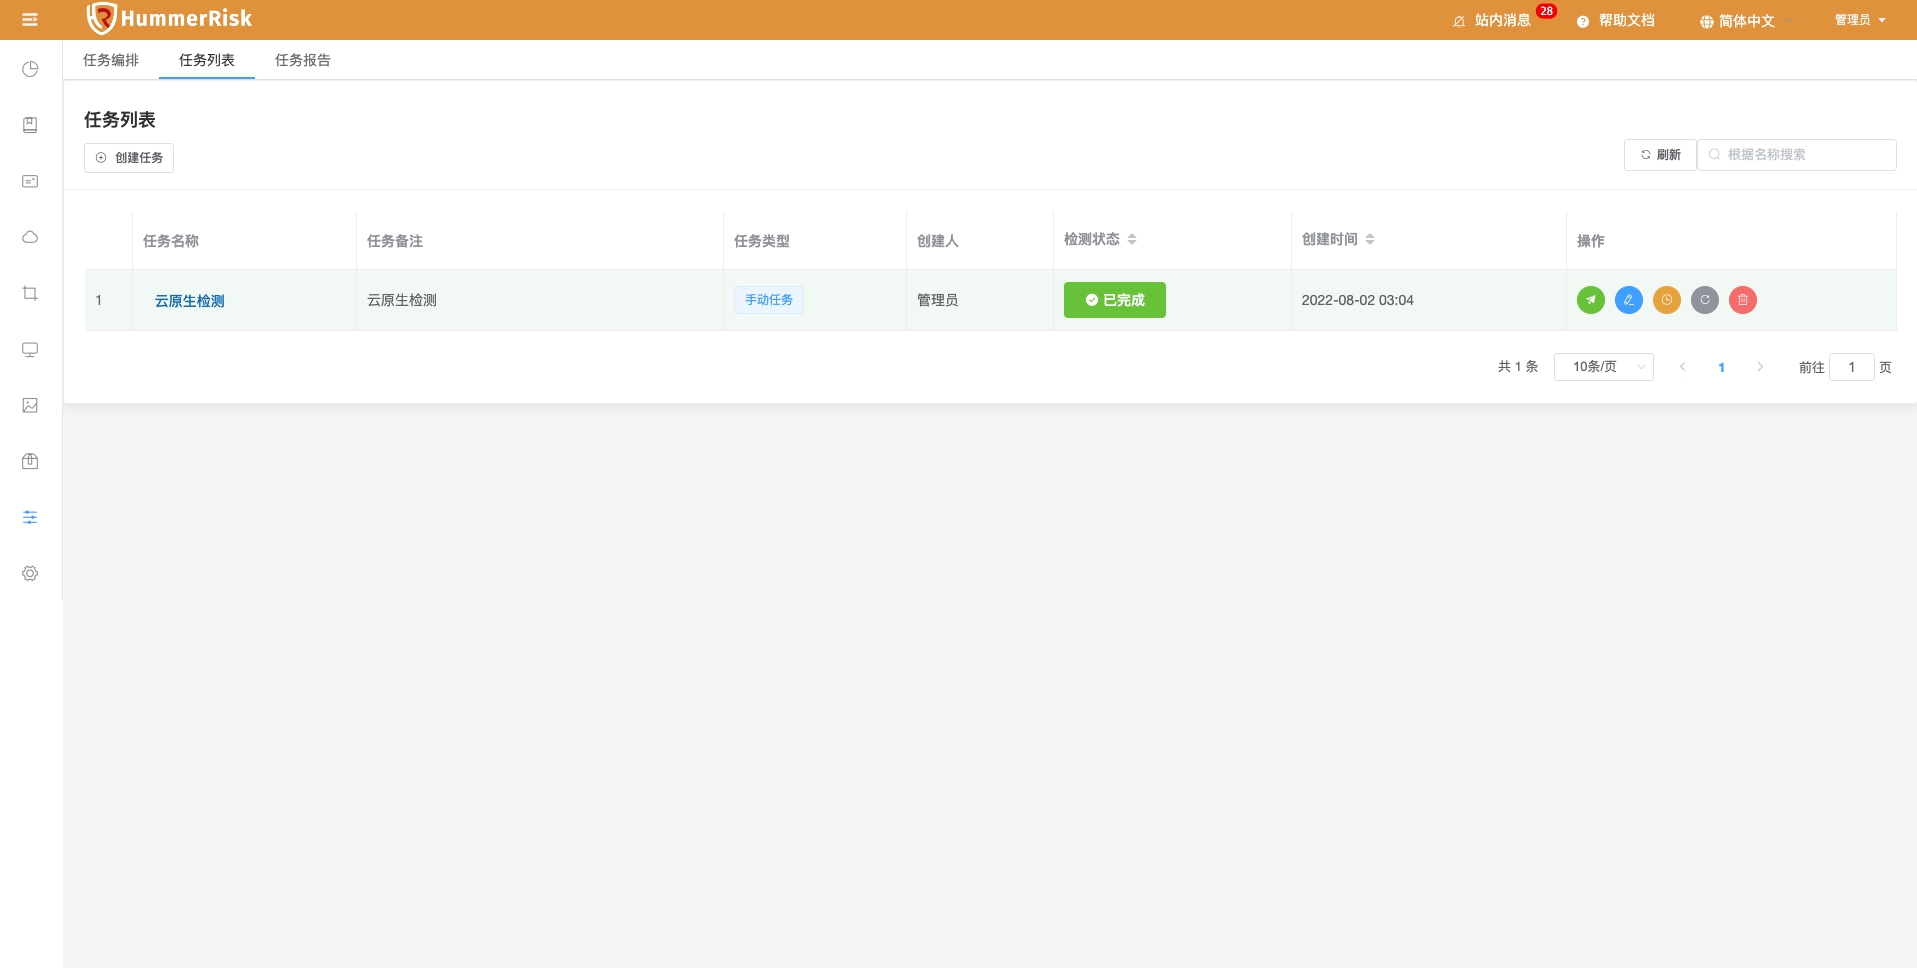 HummerRisk
站内消息 28 帮助文档 简体中文 管理员
任务编排 任务列表 任务报告
任务列表
创建任务 刷新 根据名称搜索
任务名称 任务备注 任务类型 创建人 检测状态 创建时间 操作
1 云原生检测 云原生检测 手动任务 管理员 已完成 2022-08-02 03:04
共 1 条 10条/页 1 前往 1 页